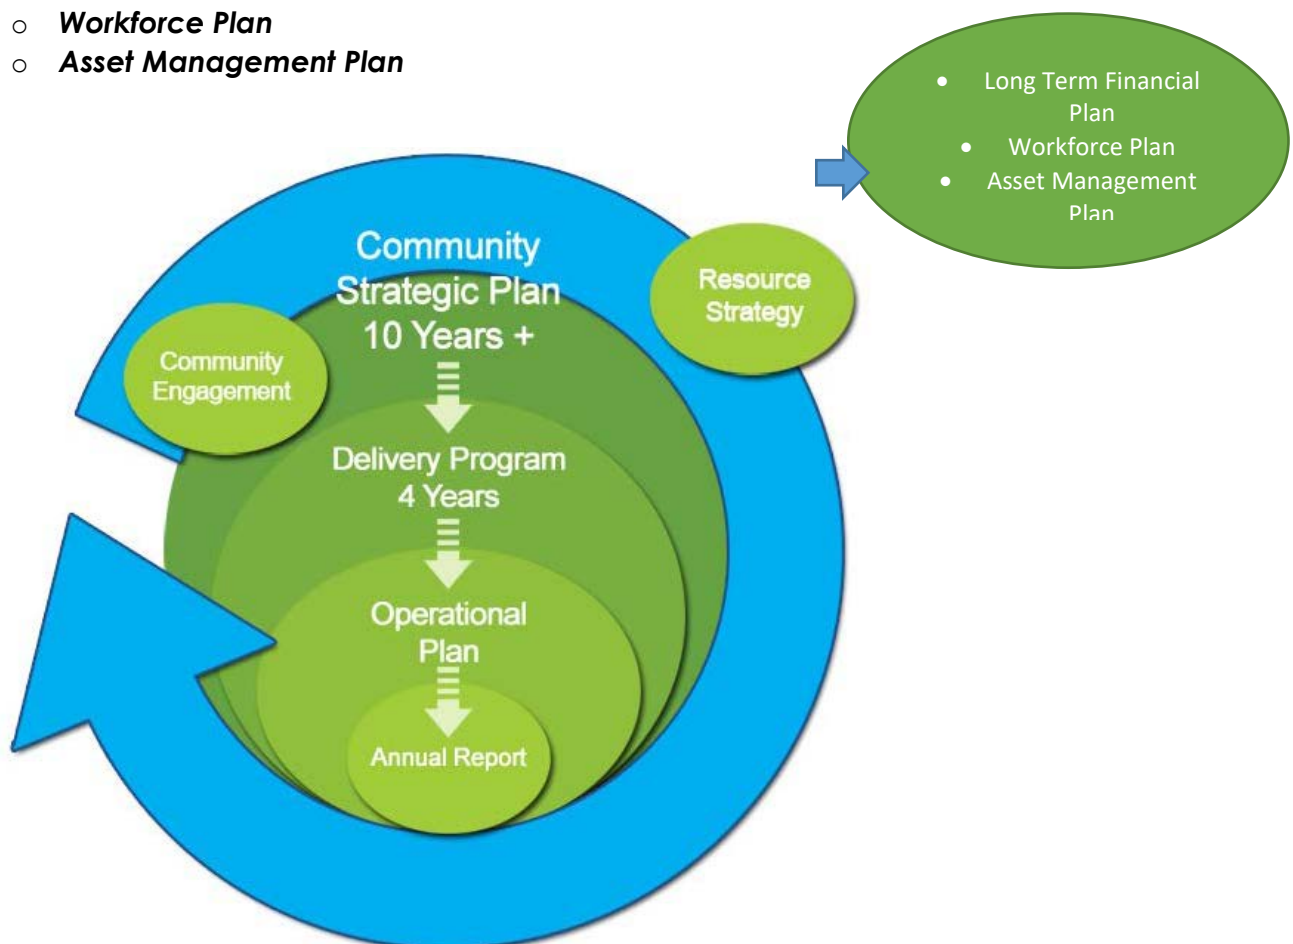 o Workforce Plan
o Asset Management Plan
• Long Term Financial
Plan
• Workforce Plan
• Asset Management
Plan
Community
Strategic Plan
10 Years +
Resource
Strategy
Community
Engagement
Delivery Program
4 Years
Operational
Plan
Annual Report